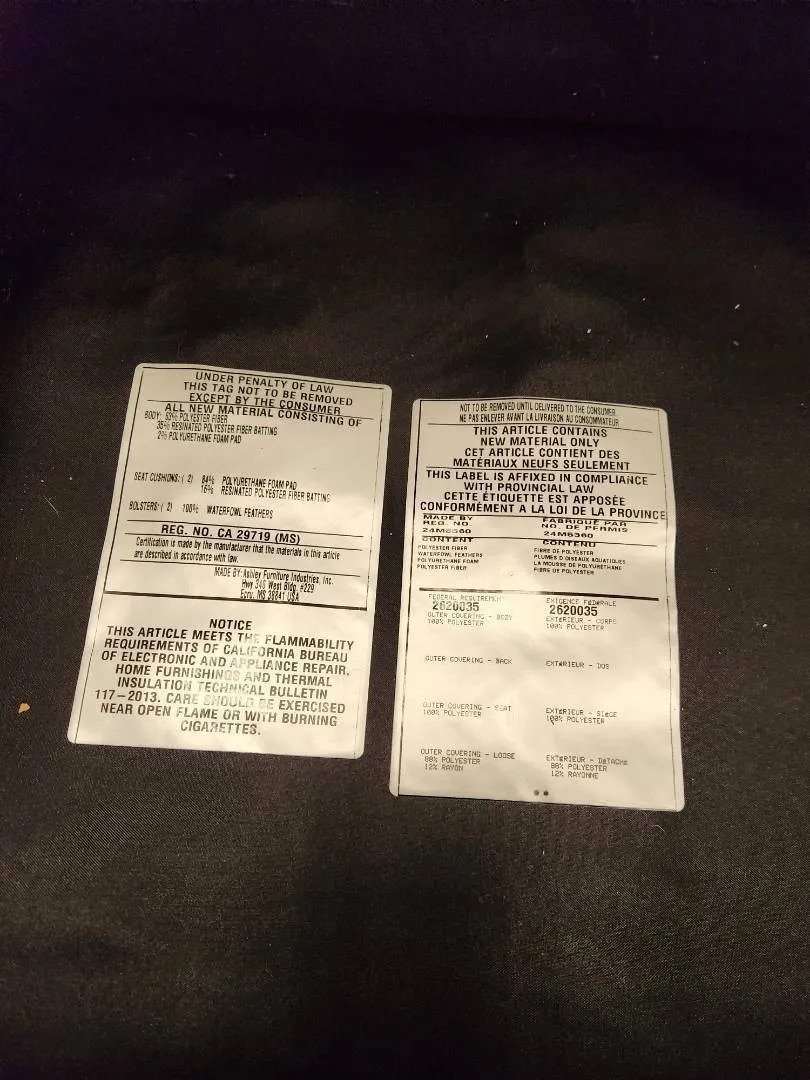 UNDER PENALTY OF LAW
THIS TAG NOT TO BE REMOVED
EXCEPT BY THE CONSUMER
ALL NEW MATERIAL CONSISTING OF
BODY: POLYESTER FIBER
RESINATED POLYESTER FIBER BATTING
2% POLYURETHANE FOAM PAD
SEAT CUSHIONS: ( 2) 84% POLYURETHANE FOAM PAD
16% RESINATED POLYESTER FIBER BATTING
BOLSTERS: ( 2) 100% WATERFOWL FEATHERS
REG. NO. CA 29719 (MS)
Certification is made by the manufacturer that the materials in this article
are described in accordance with law.
MADE BY: Ashley Furniture Industries, Inc.
Hwy 346 West Bldg. #229
Ecru, MS 38841 USA
NOTICE
THIS ARTICLE MEETS THE FLAMMABILITY
REQUIREMENTS OF CALIFORNIA BUREAU
OF ELECTRONIC AND APPLIANCE REPAIR,
HOME FURNISHINGS AND THERMAL
INSULATION TECHNICAL BULLETIN
117-2013. CARE SHOULD BE EXERCISED
NEAR OPEN FLAME OR WITH BURNING
CIGARETTES.
NOT TO BE REMOVED UNTIL DELIVERED TO THE CONSUMER
NE PAS ENLEVER AVANT LA LIVRAISON AU CONSOMMATEUR
THIS ARTICLE CONTAINS
NEW MATERIAL ONLY
CET ARTICLE CONTIENT DES
MATÉRIAUX NEUFS SEULEMENT
THIS LABEL IS AFFIXED IN COMPLIANCE
WITH PROVINCIAL LAW
CETTE ÉTIQUETTE EST APPOSÉE
CONFORMÉMENT A LA LOI DE LA PROVINCE
MADE BY FABRIQUÉ PAR
REG. NO. NO. DE PERMIS
24M6360 24M6360
CONTENT CONTENU
POLYESTER FIBER FIBRE DE POLYESTER
WATERFOWL FEATHERS PLUMES D'OISEAUX AQUATIQUES
POLYURETHANE FOAM LA MOUSSE DE POLYURETHANE
POLYESTER FIBER FIBRE DE POLYESTER
FEDERAL REQUIREMENT EXIGENCE FéDéRALE
2620035 2620035
OUTER COVERING - BODY EXTéRIEUR - CORPS
100% POLYESTER 100% POLYESTER
OUTER COVERING - BACK EXTéRIEUR - DOS
OUTER COVERING - SEAT EXTéRIEUR - SIèGE
100% POLYESTER 100% POLYESTER
OUTER COVERING - LOOSE EXTéRIEUR - DéTACHé
88% POLYESTER 88% POLYESTER
12% RAYON 12% RAYONNE